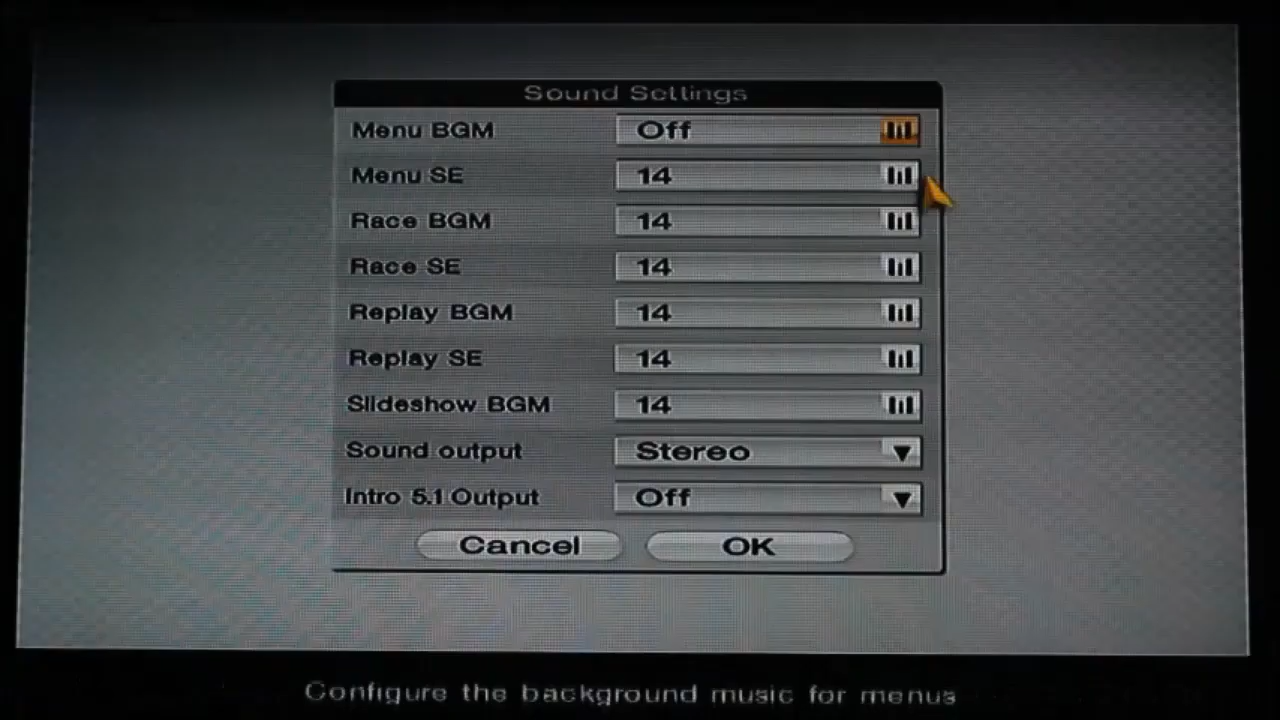 Sound Settings
Menu BGM Off
Menu SE 14
Race BGM 14
Race SE 14
Replay BGM 14
Replay SE 14
Slideshow BGM 14
Sound output Stereo
Intro 5.1 Output Off
Cancel OK
Configure the background music for menus